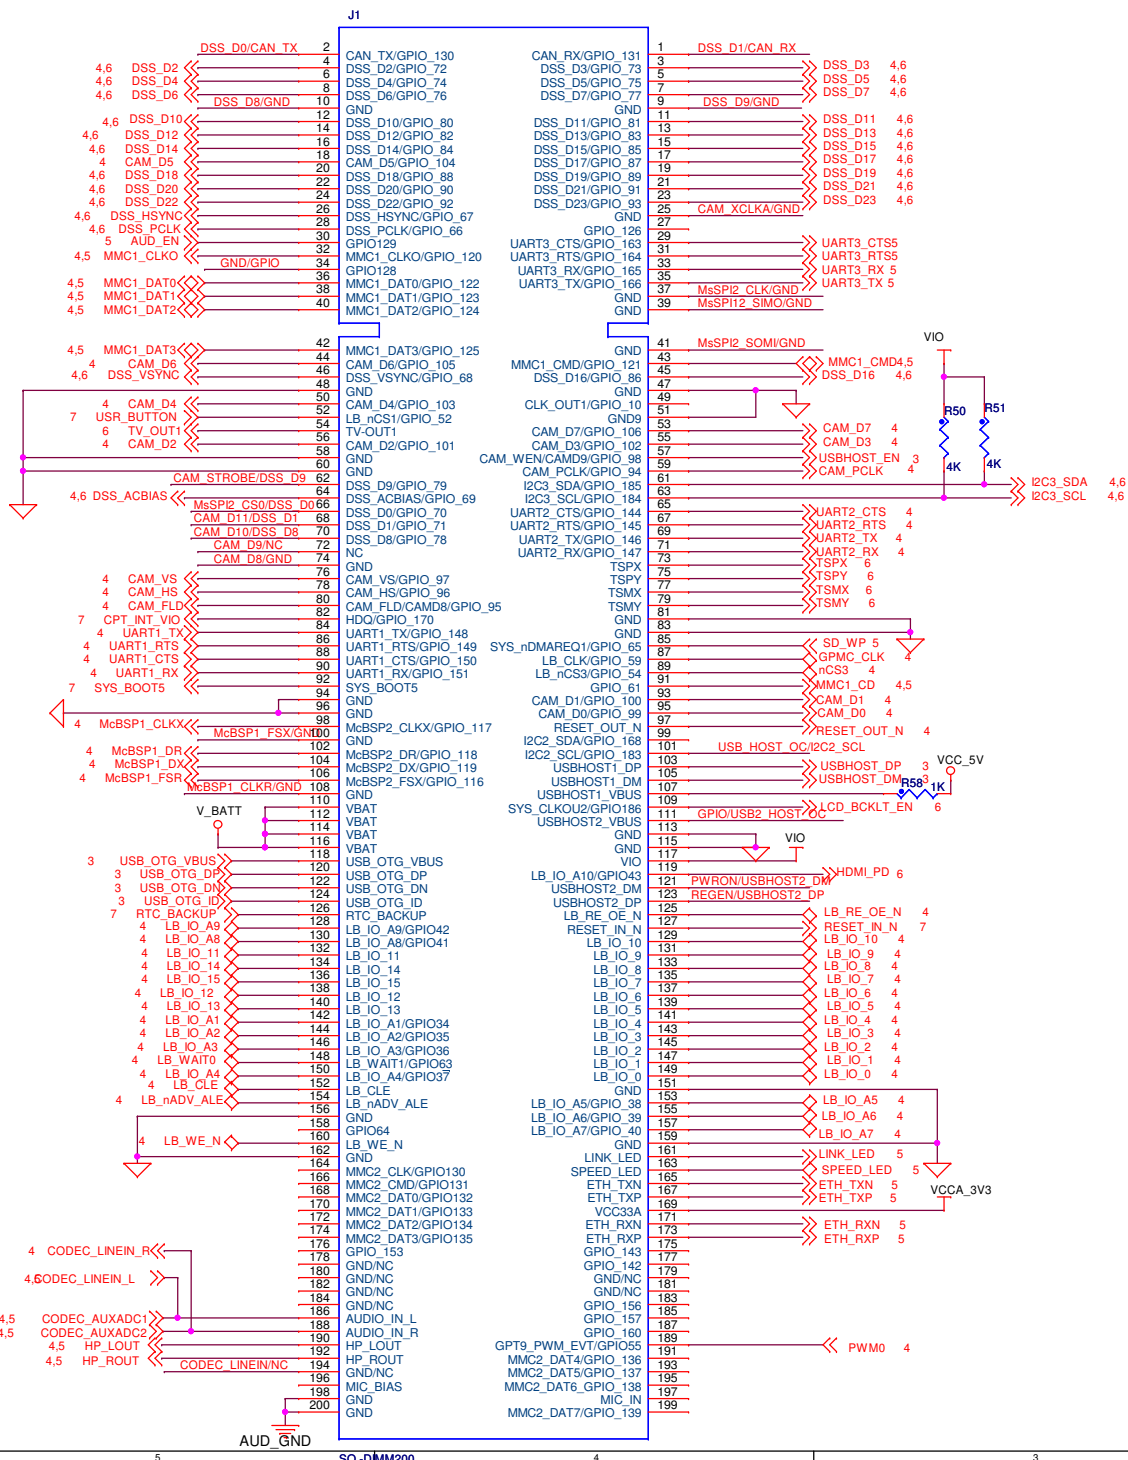 J1
DSS_D0/CAN_TX 2 CAN_TX/GPIO_130 CAN_RX/GPIO_131 1 DSS_D1/CAN_RX
4,6 DSS_D2 4 DSS_D2/GPIO_72 DSS_D3/GPIO_73 3 DSS_D3 4,6
4,6 DSS_D4 6 DSS_D4/GPIO_74 DSS_D5/GPIO_75 5 DSS_D5 4,6
4,6 DSS_D6 8 DSS_D6/GPIO_76 DSS_D7/GPIO_77 7 DSS_D7 4,6
DSS_D8/GND 10 GND GND 9 DSS_D9/GND
4,6 DSS_D10 12 DSS_D10/GPIO_80 DSS_D11/GPIO_81 11 DSS_D11 4,6
4,6 DSS_D12 14 DSS_D12/GPIO_82 DSS_D13/GPIO_83 13 DSS_D13 4,6
4,6 DSS_D14 16 DSS_D14/GPIO_84 DSS_D15/GPIO_85 15 DSS_D15 4,6
4 CAM_D5 18 CAM_D5/GPIO_104 DSS_D17/GPIO_87 17 DSS_D17 4,6
4,6 DSS_D18 20 DSS_D18/GPIO_88 DSS_D19/GPIO_89 19 DSS_D19 4,6
4,6 DSS_D20 22 DSS_D20/GPIO_90 DSS_D21/GPIO_91 21 DSS_D21 4,6
4,6 DSS_D22 24 DSS_D22/GPIO_92 DSS_D23/GPIO_93 23 DSS_D23 4,6
4,6 DSS_HSYNC 26 DSS_HSYNC/GPIO_67 GND 25 CAM_XCLKA/GND
4,6 DSS_PCLK 28 DSS_PCLK/GPIO_66 GPIO_126 27
5 AUD_EN 30 GPIO129 UART3_CTS/GPIO_163 29 UART3_CTS5
4,5 MMC1_CLKO 32 MMC1_CLKO/GPIO_120 UART3_RTS/GPIO_164 31 UART3_RTS5
GND/GPIO 34 GPIO128 UART3_RX/GPIO_165 33 UART3_RX 5
4,5 MMC1_DAT0 36 MMC1_DAT0/GPIO_122 UART3_TX/GPIO_166 35 UART3_TX 5
4,5 MMC1_DAT1 38 MMC1_DAT1/GPIO_123 GND 37 MsSPI2_CLK/GND
4,5 MMC1_DAT2 40 MMC1_DAT2/GPIO_124 GND 39 MsSPI12_SIMO/GND
VIO
4,5 MMC1_DAT3 42 MMC1_DAT3/GPIO_125 GND 41 MsSPI2_SOMI/GND
4 CAM_D6 44 CAM_D6/GPIO_105 MMC1_CMD/GPIO_121 43 MMC1_CMD4,5
4,6 DSS_VSYNC 46 DSS_VSYNC/GPIO_68 DSS_D16/GPIO_86 45 DSS_D16 4,6
48 GND GND 47
4 CAM_D4 50 CAM_D4/GPIO_103 CLK_OUT1/GPIO_10 49 R50 R51
7 USR_BUTTON 52 LB_nCS1/GPIO_52 GND9 51
6 TV_OUT1 54 TV-OUT1 CAM_D7/GPIO_106 53 CAM_D7 4
4 CAM_D2 56 CAM_D2/GPIO_101 CAM_D3/GPIO_102 55 CAM_D3 4
58 GND CAM_WEN/CAMD9/GPIO_98 57 USBHOST_EN 3
60 GND CAM_PCLK/GPIO_94 59 CAM_PCLK 4 4K 4K
CAM_STROBE/DSS_D9 62 DSS_D9/GPIO_79 I2C3_SDA/GPIO_185 61 I2C3_SDA 4,6
4,6 DSS_ACBIAS 64 DSS_ACBIAS/GPIO_69 I2C3_SCL/GPIO_184 63 I2C3_SCL 4,6
MsSPI2_CS0/DSS_D0 66 DSS_D0/GPIO_70 UART2_CTS/GPIO_144 65 UART2_CTS 4
CAM_D11/DSS_D1 68 DSS_D1/GPIO_71 UART2_RTS/GPIO_145 67 UART2_RTS 4
CAM_D10/DSS_D8 70 DSS_D8/GPIO_78 UART2_TX/GPIO_146 69 UART2_TX 4
CAM_D9/NC 72 NC UART2_RX/GPIO_147 71 UART2_RX 4
CAM_D8/GND 74 GND TSPX 73 TSPX 6
4 CAM_VS 76 CAM_VS/GPIO_97 TSPY 75 TSPY 6
4 CAM_HS 78 CAM_HS/GPIO_96 TSMX 77 TSMX 6
4 CAM_FLD 80 CAM_FLD/CAMD8/GPIO_95 TSMY 79 TSMY 6
7 CPT_INT_VIO 82 HDQ/GPIO_170 GND 81
4 UART1_TX 84 UART1_TX/GPIO_148 GND 83
4 UART1_RTS 86 UART1_RTS/GPIO_149 SYS_nDMAREQ1/GPIO_65 85 SD_WP 5
4 UART1_CTS 88 UART1_CTS/GPIO_150 LB_CLK/GPIO_59 87 GPMC_CLK 4
4 UART1_RX 90 UART1_RX/GPIO_151 LB_nCS3/GPIO_54 89 nCS3 4
7 SYS_BOOT5 92 SYS_BOOT5 GPIO_61 91 MMC1_CD 4,5
94 GND CAM_D1/GPIO_100 93 CAM_D1 4
96 GND CAM_D0/GPIO_99 95 CAM_D0 4
4 McBSP1_CLKX 98 McBSP2_CLKX/GPIO_117 RESET_OUT_N 97 RESET_OUT_N 4
McBSP1_FSX/GND 100 GND I2C2_SDA/GPIO_168 99
4 McBSP1_DR 102 McBSP2_DR/GPIO_118 I2C2_SCL/GPIO_183 101 USB_HOST_OC/I2C2_SCL
4 McBSP1_DX 104 McBSP2_DX/GPIO_119 USBHOST1_DP 103 USBHOST_DP 3 VCC_5V
4 McBSP1_FSR 106 McBSP2_FSX/GPIO_116 USBHOST1_DM 105 USBHOST_DM 3
McBSP1_CLKR/GND 108 GND USBHOST1_VBUS 107 R58 1K
V_BATT 110 VBAT SYS_CLKOU2/GPIO186 109 LCD_BCKLT_EN 6
112 VBAT USBHOST2_VBUS 111 GPIO/USB2_HOST_OC
114 VBAT GND 113
116 VBAT GND 115 VIO
3 USB_OTG_VBUS 118 USB_OTG_VBUS VIO 117
3 USB_OTG_DP 120 USB_OTG_DP LB_IO_A10/GPIO43 119 HDMI_PD 6
3 USB_OTG_DN 122 USB_OTG_DN USBHOST2_DM 121 PWRON/USBHOST2_DM
3 USB_OTG_ID 124 USB_OTG_ID USBHOST2_DP 123 REGEN/USBHOST2_DP
7 RTC_BACKUP 126 RTC_BACKUP LB_RE_OE_N 125 LB_RE_OE_N 4
4 LB_IO_A9 128 LB_IO_A9/GPIO42 RESET_IN_N 127 RESET_IN_N 7
4 LB_IO_A8 130 LB_IO_A8/GPIO41 LB_IO_10 129 LB_IO_10 4
4 LB_IO_11 132 LB_IO_11 LB_IO_9 131 LB_IO_9 4
4 LB_IO_14 134 LB_IO_14 LB_IO_8 133 LB_IO_8 4
4 LB_IO_15 136 LB_IO_15 LB_IO_7 135 LB_IO_7 4
4 LB_IO_12 138 LB_IO_12 LB_IO_6 137 LB_IO_6 4
4 LB_IO_13 140 LB_IO_13 LB_IO_5 139 LB_IO_5 4
4 LB_IO_A1 142 LB_IO_A1/GPIO34 LB_IO_4 141 LB_IO_4 4
4 LB_IO_A2 144 LB_IO_A2/GPIO35 LB_IO_3 143 LB_IO_3 4
4 LB_IO_A3 146 LB_IO_A3/GPIO36 LB_IO_2 145 LB_IO_2 4
4 LB_WAIT0 148 LB_WAIT1/GPIO63 LB_IO_1 147 LB_IO_1 4
4 LB_IO_A4 150 LB_IO_A4/GPIO37 LB_IO_0 149 LB_IO_0 4
4 LB_CLE 152 LB_CLE GND 151
4 LB_nADV_ALE 154 LB_nADV_ALE LB_IO_A5/GPIO_38 153 LB_IO_A5 4
156 GND LB_IO_A6/GPIO_39 155 LB_IO_A6 4
158 GPIO64 LB_IO_A7/GPIO_40 157 LB_IO_A7 4
4 LB_WE_N 160 LB_WE_N GND 159
162 GND LINK_LED 161 LINK_LED 5
164 MMC2_CLK/GPIO130 SPEED_LED 163 SPEED_LED 5
166 MMC2_CMD/GPIO131 ETH_TXN 165 ETH_TXN 5
168 MMC2_DAT0/GPIO132 ETH_TXP 167 ETH_TXP 5 VCCA_3V3
170 MMC2_DAT1/GPIO133 VCC33A 169
172 MMC2_DAT2/GPIO134 ETH_RXN 171 ETH_RXN 5
174 MMC2_DAT3/GPIO135 ETH_RXP 173 ETH_RXP 5
4 CODEC_LINEIN_R 176 GPIO_153 GPIO_143 175
178 GND/NC GPIO_142 177
4,5 CODEC_LINEIN_L 180 GND/NC GND/NC 179
182 GND/NC GND/NC 181
184 GND/NC GPIO_156 183
4,5 CODEC_AUXADC1 186 AUDIO_IN_L GPIO_157 185
4,5 CODEC_AUXADC2 188 AUDIO_IN_R GPIO_160 187
4,5 HP_LOUT 190 HP_LOUT GPT9_PWM_EVT/GPIO55 189 PWM0 4
4,5 HP_ROUT 192 HP_ROUT MMC2_DAT4/GPIO_136 191
CODEC_LINEIN/NC 194 GND/NC MMC2_DAT5/GPIO_137 193
196 MIC_BIAS MMC2_DAT6_GPIO_138 195
198 GND MIC_IN 197
200 GND MMC2_DAT7/GPIO_139 199
AUD_GND
5 SO-DIMM200 4 3